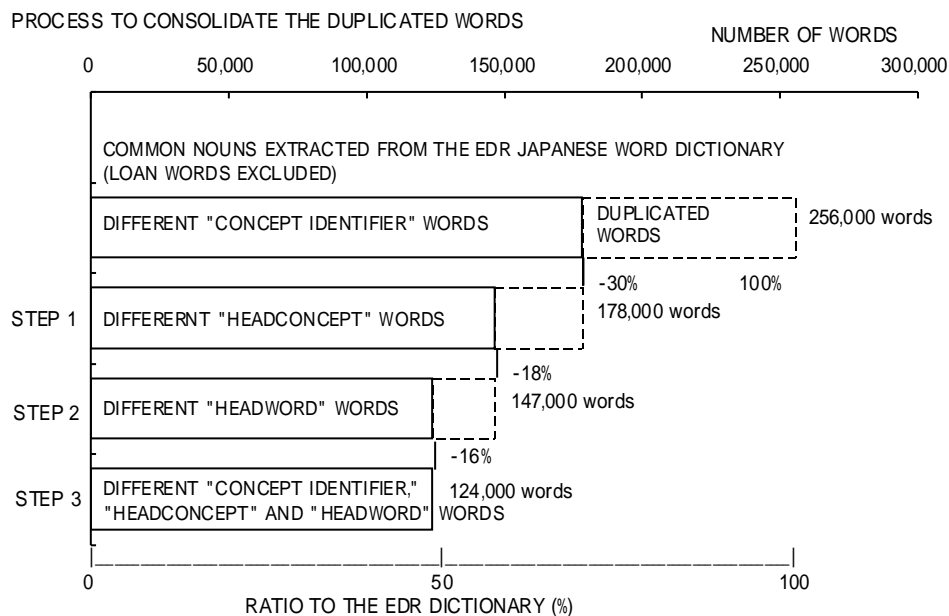 PROCESS TO CONSOLIDATE THE DUPLICATED WORDS
NUMBER OF WORDS
0 50,000 100,000 150,000 200,000 250,000 300,000
COMMON NOUNS EXTRACTED FROM THE EDR JAPANESE WORD DICTIONARY
(LOAN WORDS EXCLUDED)
DIFFERENT "CONCEPT IDENTIFIER" WORDS
DUPLICATED
WORDS
256,000 words
-30% 100%
STEP 1
DIFFERERNT "HEADCONCEPT" WORDS
178,000 words
-18%
STEP 2
DIFFERENT "HEADWORD" WORDS
147,000 words
-16%
STEP 3
DIFFERENT "CONCEPT IDENTIFIER,"
"HEADCONCEPT" AND "HEADWORD" WORDS
124,000 words
0 50 100
RATIO TO THE EDR DICTIONARY (%)